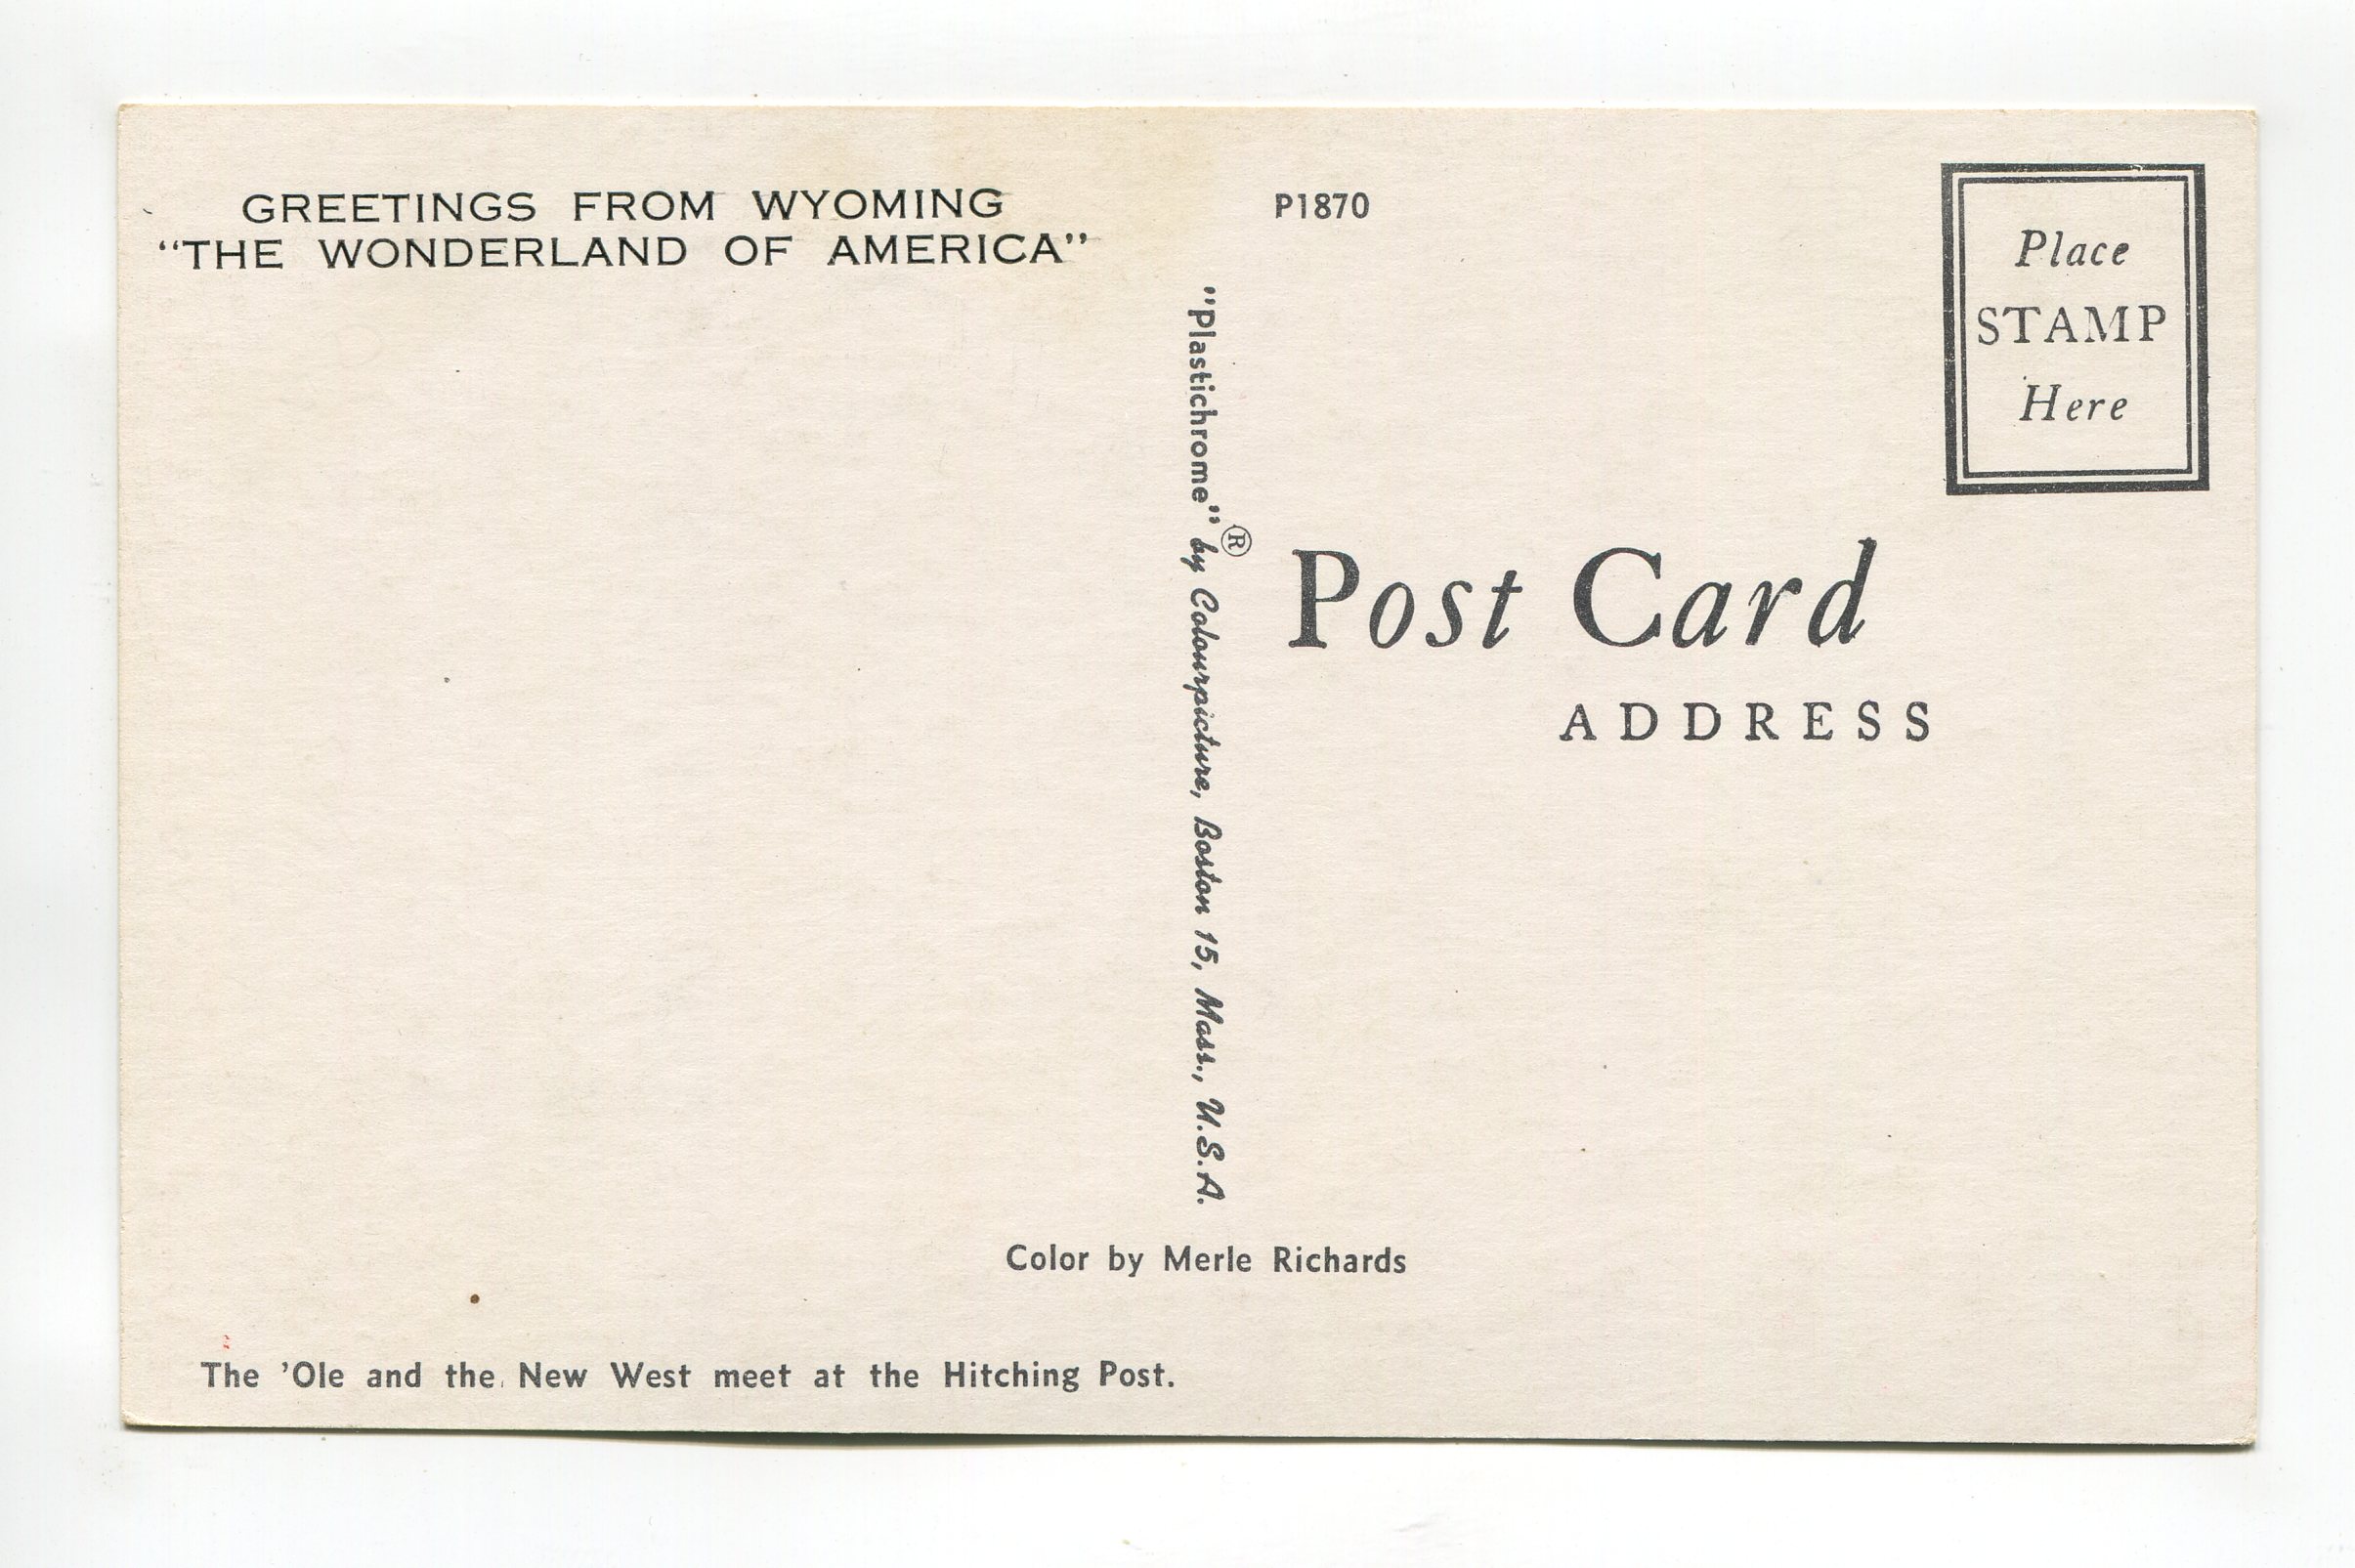 GREETINGS FROM WYOMING
“THE WONDERLAND OF AMERICA”
P1870
Place
STAMP
Here
"Plastichrome" ® by Colourpicture, Boston 15, Mass., U.S.A.
Post Card
ADDRESS
Color by Merle Richards
The ’Ole and the New West meet at the Hitching Post.